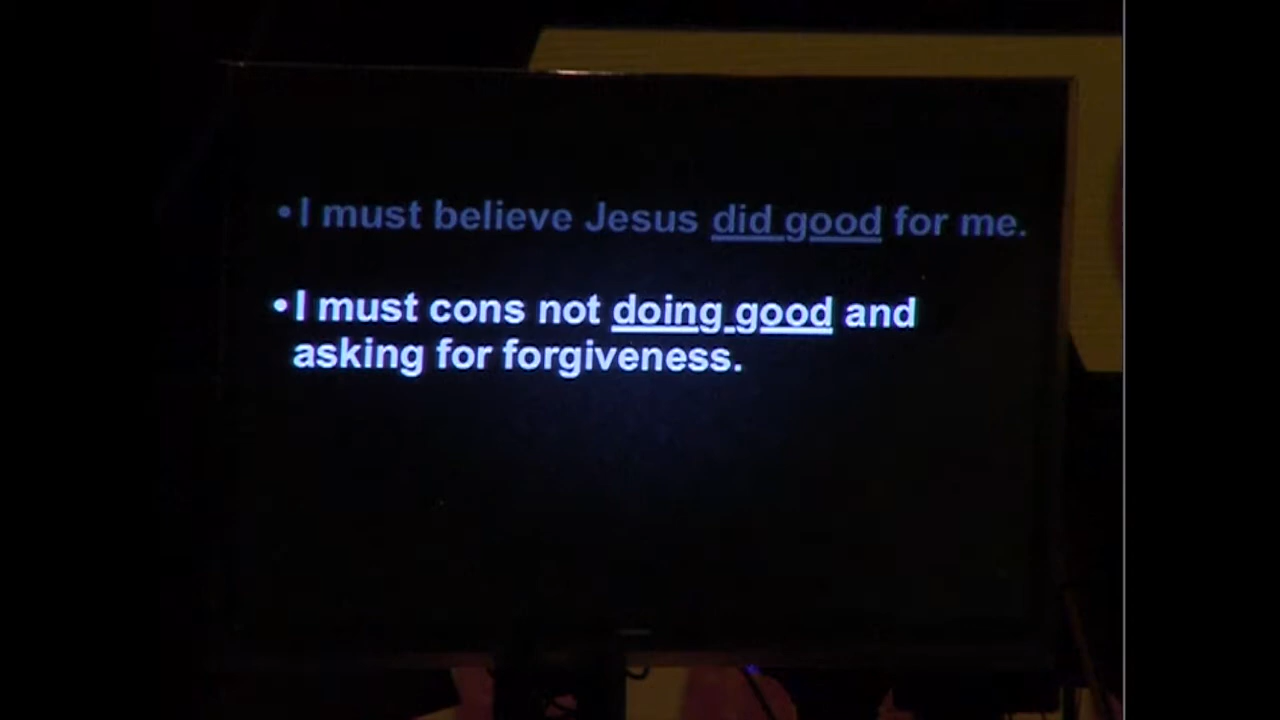 •I must believe Jesus did good for me.
•I must cons not doing good and
asking for forgiveness.